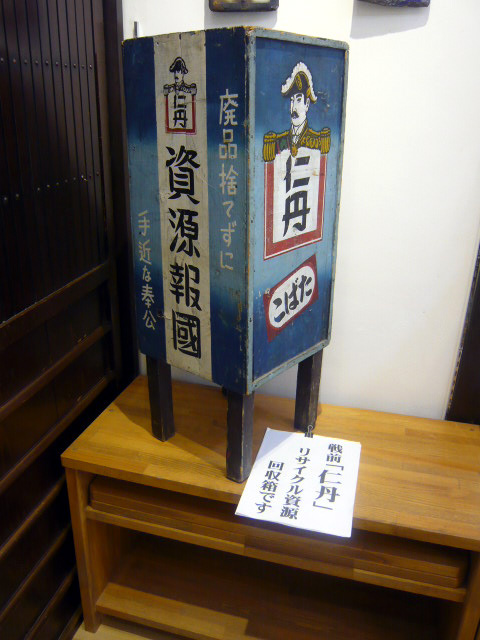 廃品捨てずに
仁丹
資源報國
手近な奉公
仁丹
こばた
戦前「仁丹」
リサイクル資源
回収箱です